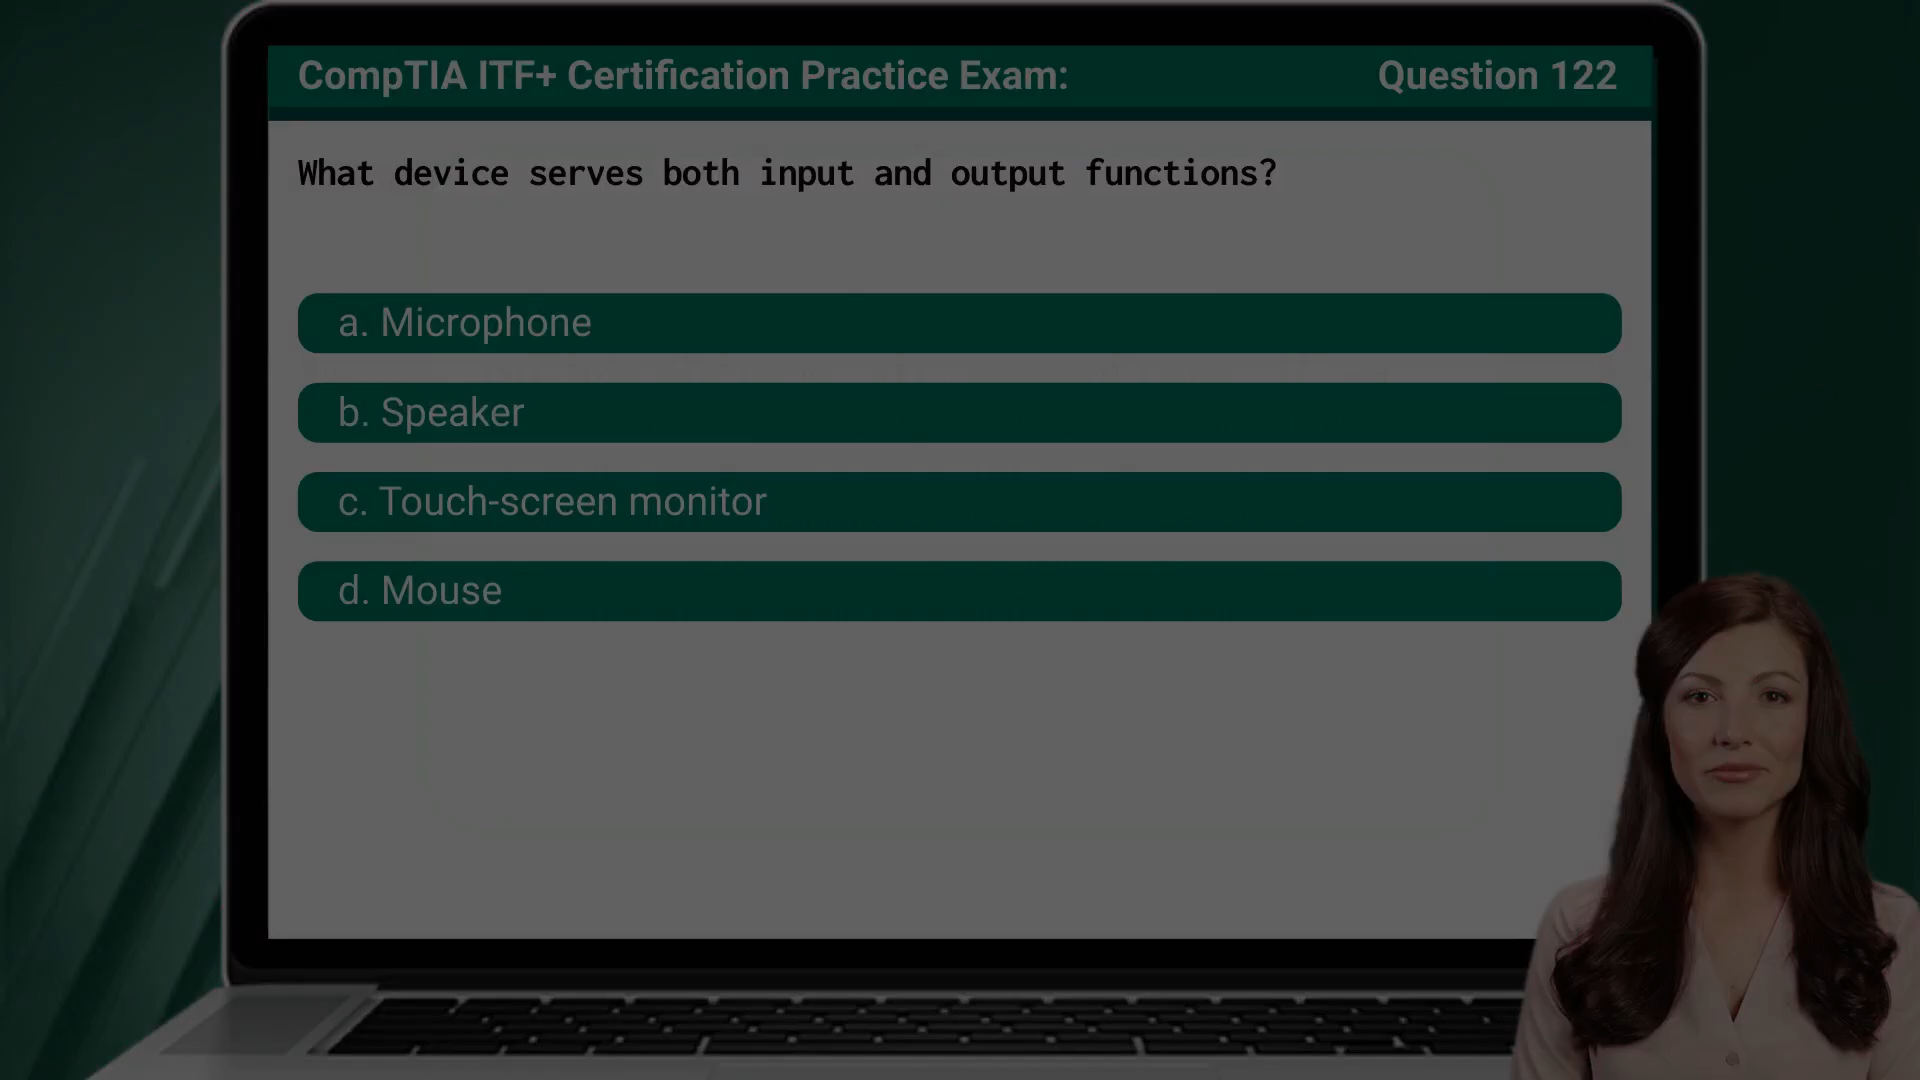 CompTIA ITF+ Certification Practice Exam:
Question 122
What device serves both input and output functions?
a. Microphone
b. Speaker
c. Touch-screen monitor
d. Mouse